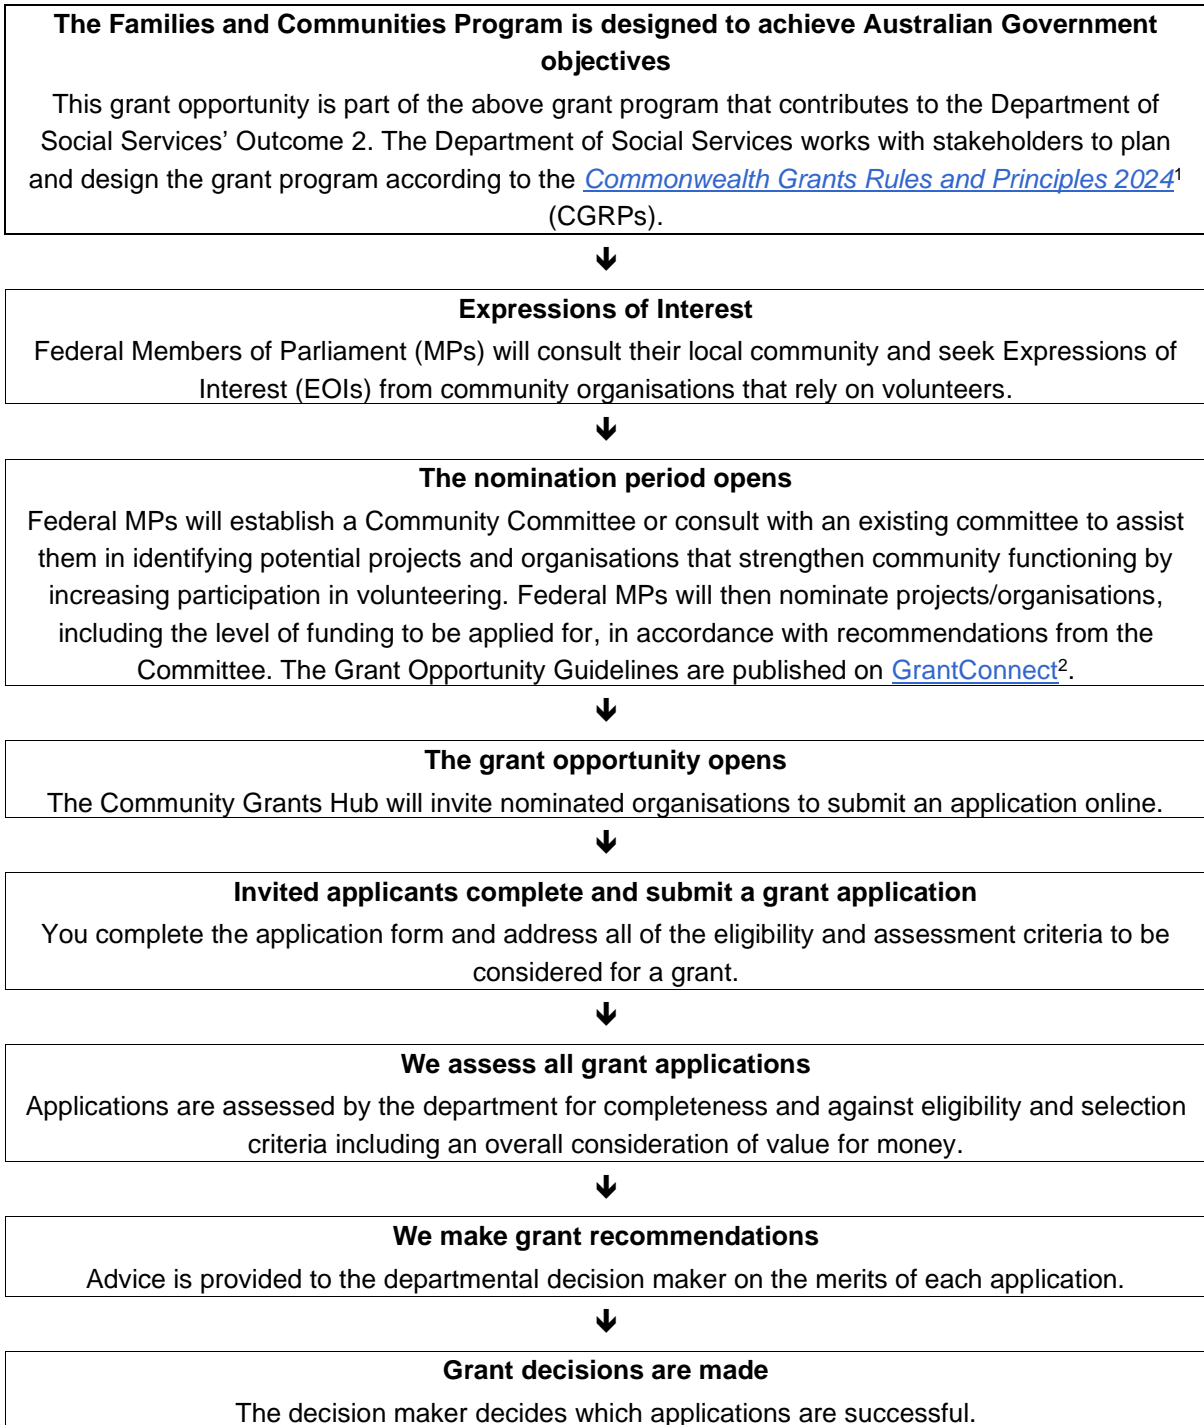 The Families and Communities Program is designed to achieve Australian Government
objectives
This grant opportunity is part of the above grant program that contributes to the Department of
Social Services’ Outcome 2. The Department of Social Services works with stakeholders to plan
and design the grant program according to the Commonwealth Grants Rules and Principles 2024¹
(CGRPs).
Expressions of Interest
Federal Members of Parliament (MPs) will consult their local community and seek Expressions of
Interest (EOIs) from community organisations that rely on volunteers.
The nomination period opens
Federal MPs will establish a Community Committee or consult with an existing committee to assist
them in identifying potential projects and organisations that strengthen community functioning by
increasing participation in volunteering. Federal MPs will then nominate projects/organisations,
including the level of funding to be applied for, in accordance with recommendations from the
Committee. The Grant Opportunity Guidelines are published on GrantConnect².
The grant opportunity opens
The Community Grants Hub will invite nominated organisations to submit an application online.
Invited applicants complete and submit a grant application
You complete the application form and address all of the eligibility and assessment criteria to be
considered for a grant.
We assess all grant applications
Applications are assessed by the department for completeness and against eligibility and selection
criteria including an overall consideration of value for money.
We make grant recommendations
Advice is provided to the departmental decision maker on the merits of each application.
Grant decisions are made
The decision maker decides which applications are successful.